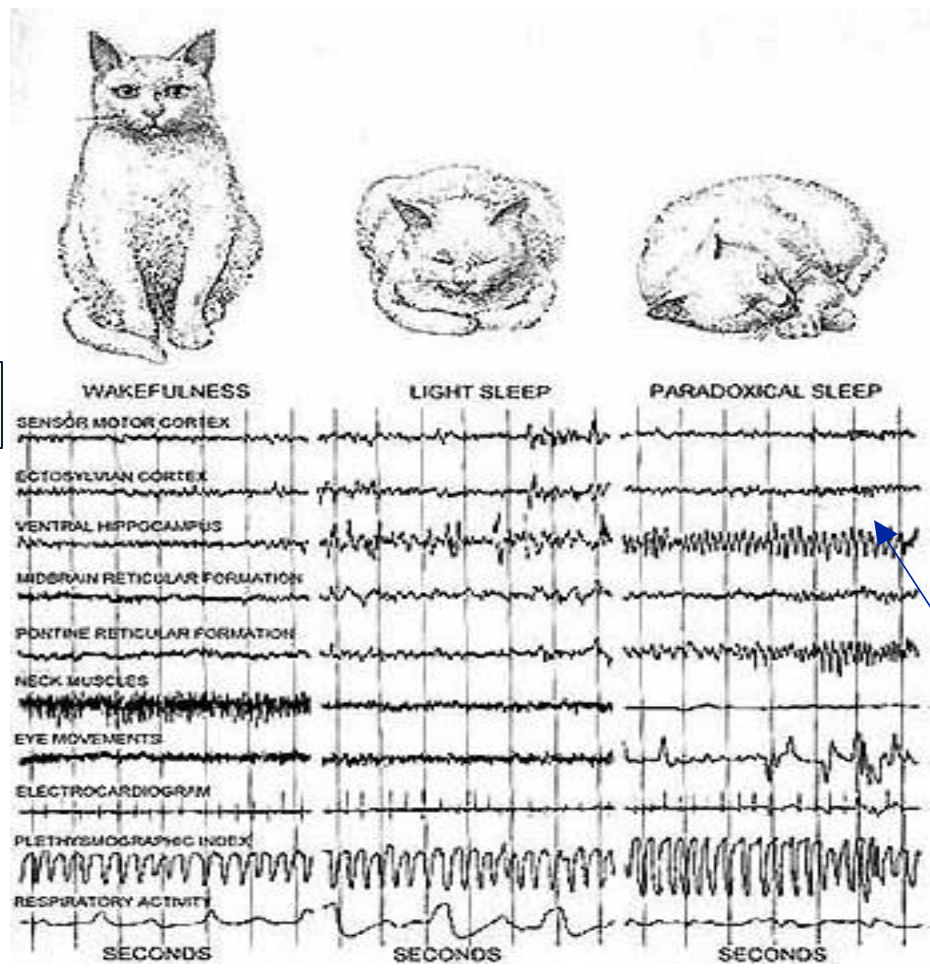 WAKEFULNESS LIGHT SLEEP PARADOXICAL SLEEP
SENSOR MOTOR CORTEX
ECTOSYLVIAN CORTEX
VENTRAL HIPPOCAMPUS
MIDBRAIN RETICULAR FORMATION
PONTINE RETICULAR FORMATION
NECK MUSCLES
EYE MOVEMENTS
ELECTROCARDIOGRAM
PLETHYSMOGRAPHIC INDEX
RESPIRATORY ACTIVITY
SECONDS SECONDS SECONDS